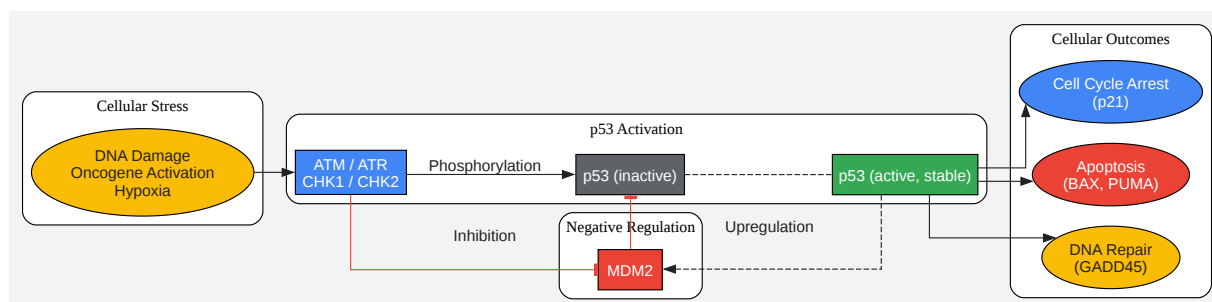 Cellular Stress
DNA Damage
Oncogene Activation
Hypoxia
p53 Activation
ATM / ATR
CHK1 / CHK2
Phosphorylation
p53 (inactive)
p53 (active, stable)
Inhibition
Negative Regulation
MDM2
Upregulation
Cellular Outcomes
Cell Cycle Arrest
(p21)
Apoptosis
(BAX, PUMA)
DNA Repair
(GADD45)